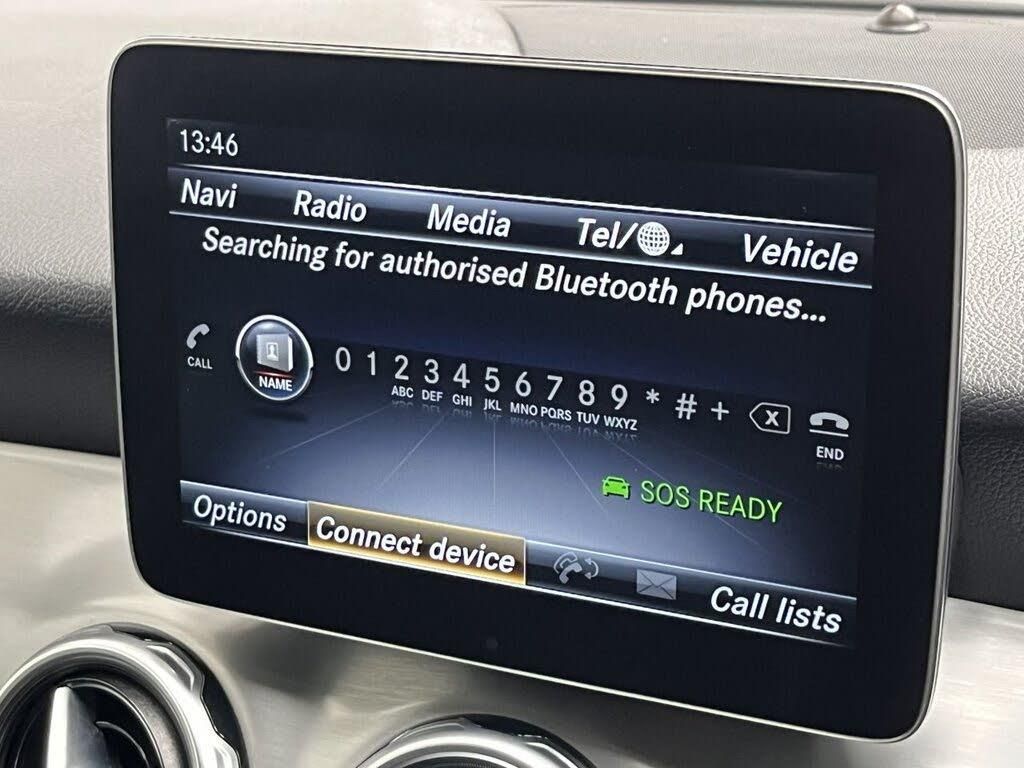 13:46
Navi Radio Media Tel/ Vehicle
Searching for authorised Bluetooth phones...
CALL NAME 0 1 2 3 4 5 6 7 8 9 * # + X END
ABC DEF GHI JKL MNO PQRS TUV WXYZ
SOS READY
Options Connect device Call lists